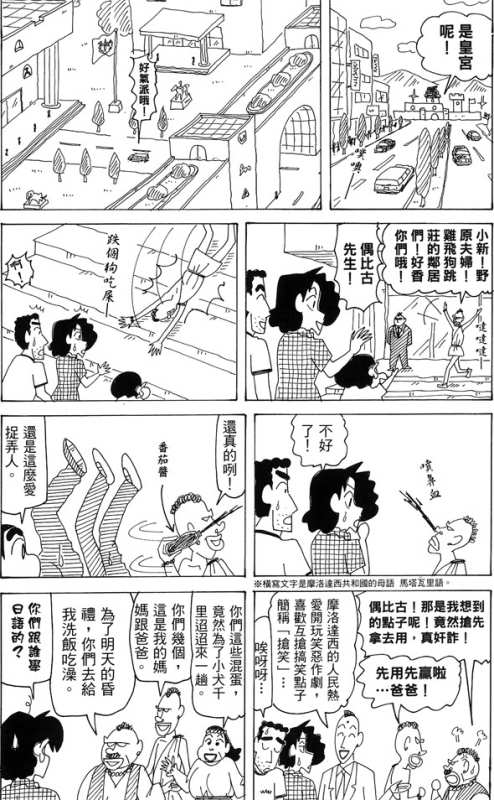 是皇宮
呢！
噗噗
好氣派哦！
小新！野
原夫婦！
雞飛狗跳
莊的鄰居
們！好香
你們哦！
偶比古
先生！
噠噠噠
跌個狗吃屎
啊！
不好
了！
噴鼻血
還真的咧！
番茄醬
還是這麼愛
捉弄人。
※橫寫文字是摩洛達西共和國的母語 馬塔瓦里語。
偶比古！那是我想到
的點子呢！竟然搶先
拿去用，真奸詐！
先用先贏啦
…爸爸！
摩洛達西的人民熱
愛開玩笑惡作劇，
喜歡互搶搞笑點子
簡稱「搶笑」…
唉呀呀…
你們這些混蛋，
竟然為了小犬千
里迢迢來一趟。
你們幾個，
這是我的媽
媽跟爸爸。
為了明天的昏
禮，你們去給
我洗飯吃澡。
你們跟誰學
日語的？